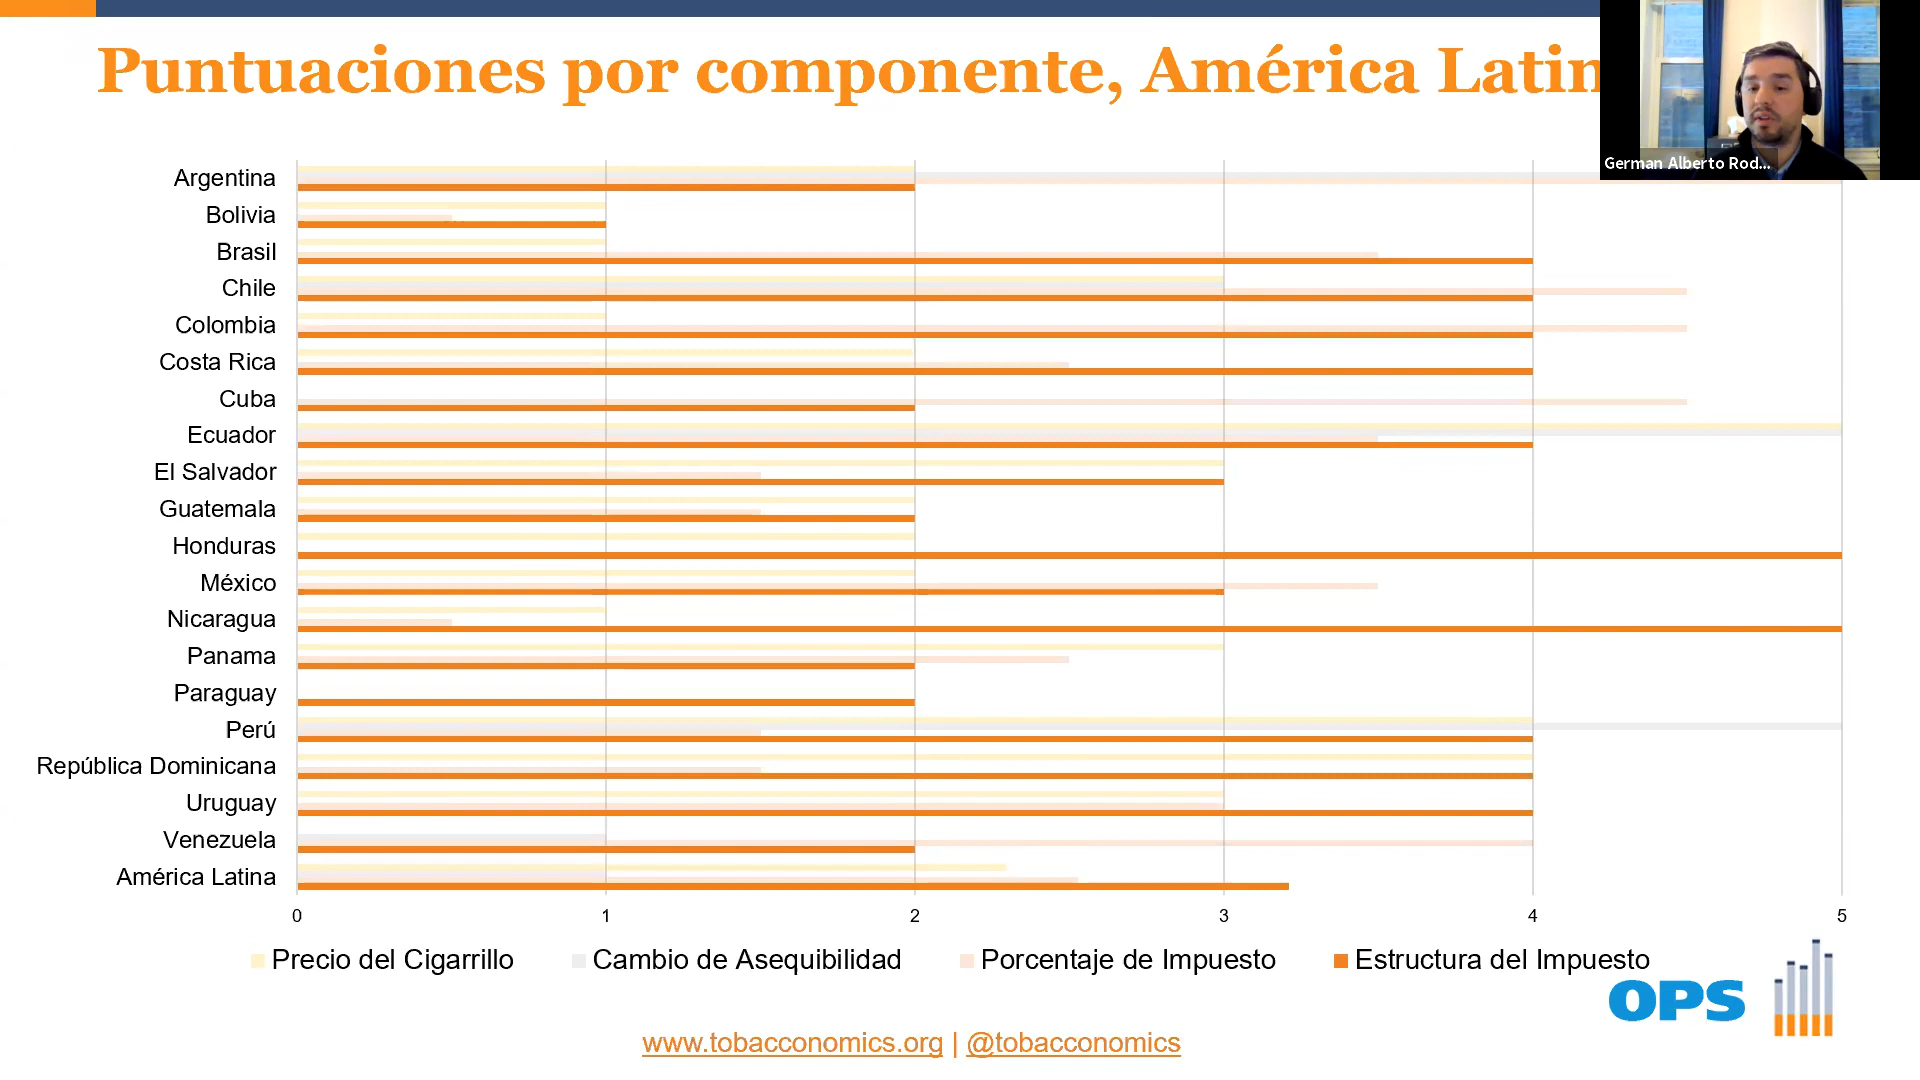 Puntuaciones por componente, América Latin
German Alberto Rod...
Argentina
Bolivia
Brasil
Chile
Colombia
Costa Rica
Cuba
Ecuador
El Salvador
Guatemala
Honduras
México
Nicaragua
Panama
Paraguay
Perú
República Dominicana
Uruguay
Venezuela
América Latina
0 1 2 3 4 5
Precio del Cigarrillo Cambio de Asequibilidad Porcentaje de Impuesto Estructura del Impuesto
OPS
www.tobacconomics.org | @tobacconomics